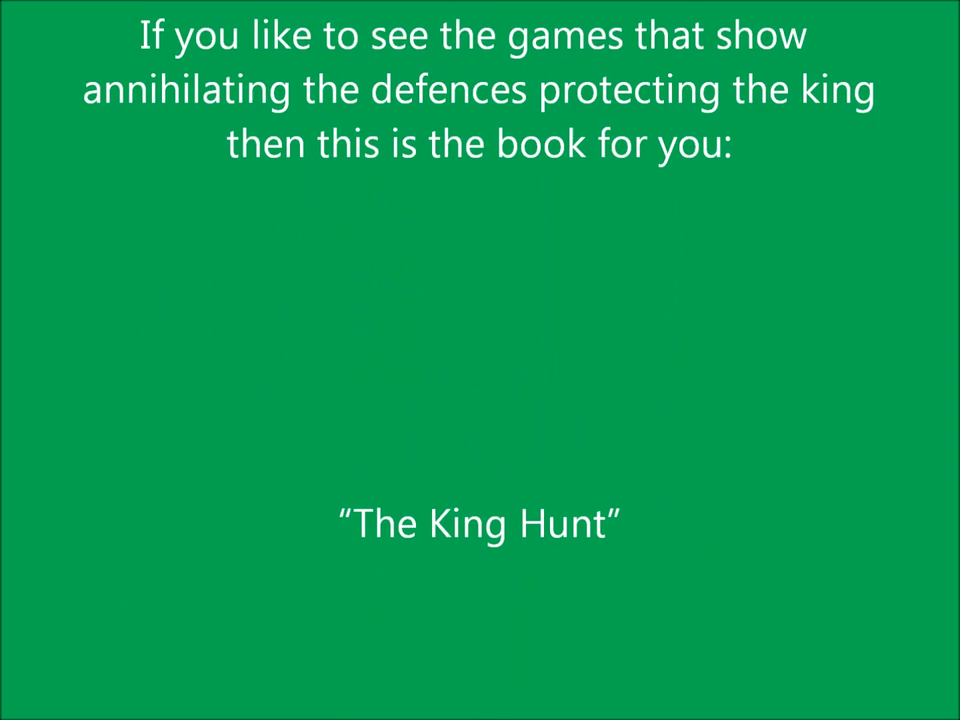 If you like to see the games that show
annihilating the defences protecting the king
then this is the book for you:
“The King Hunt”